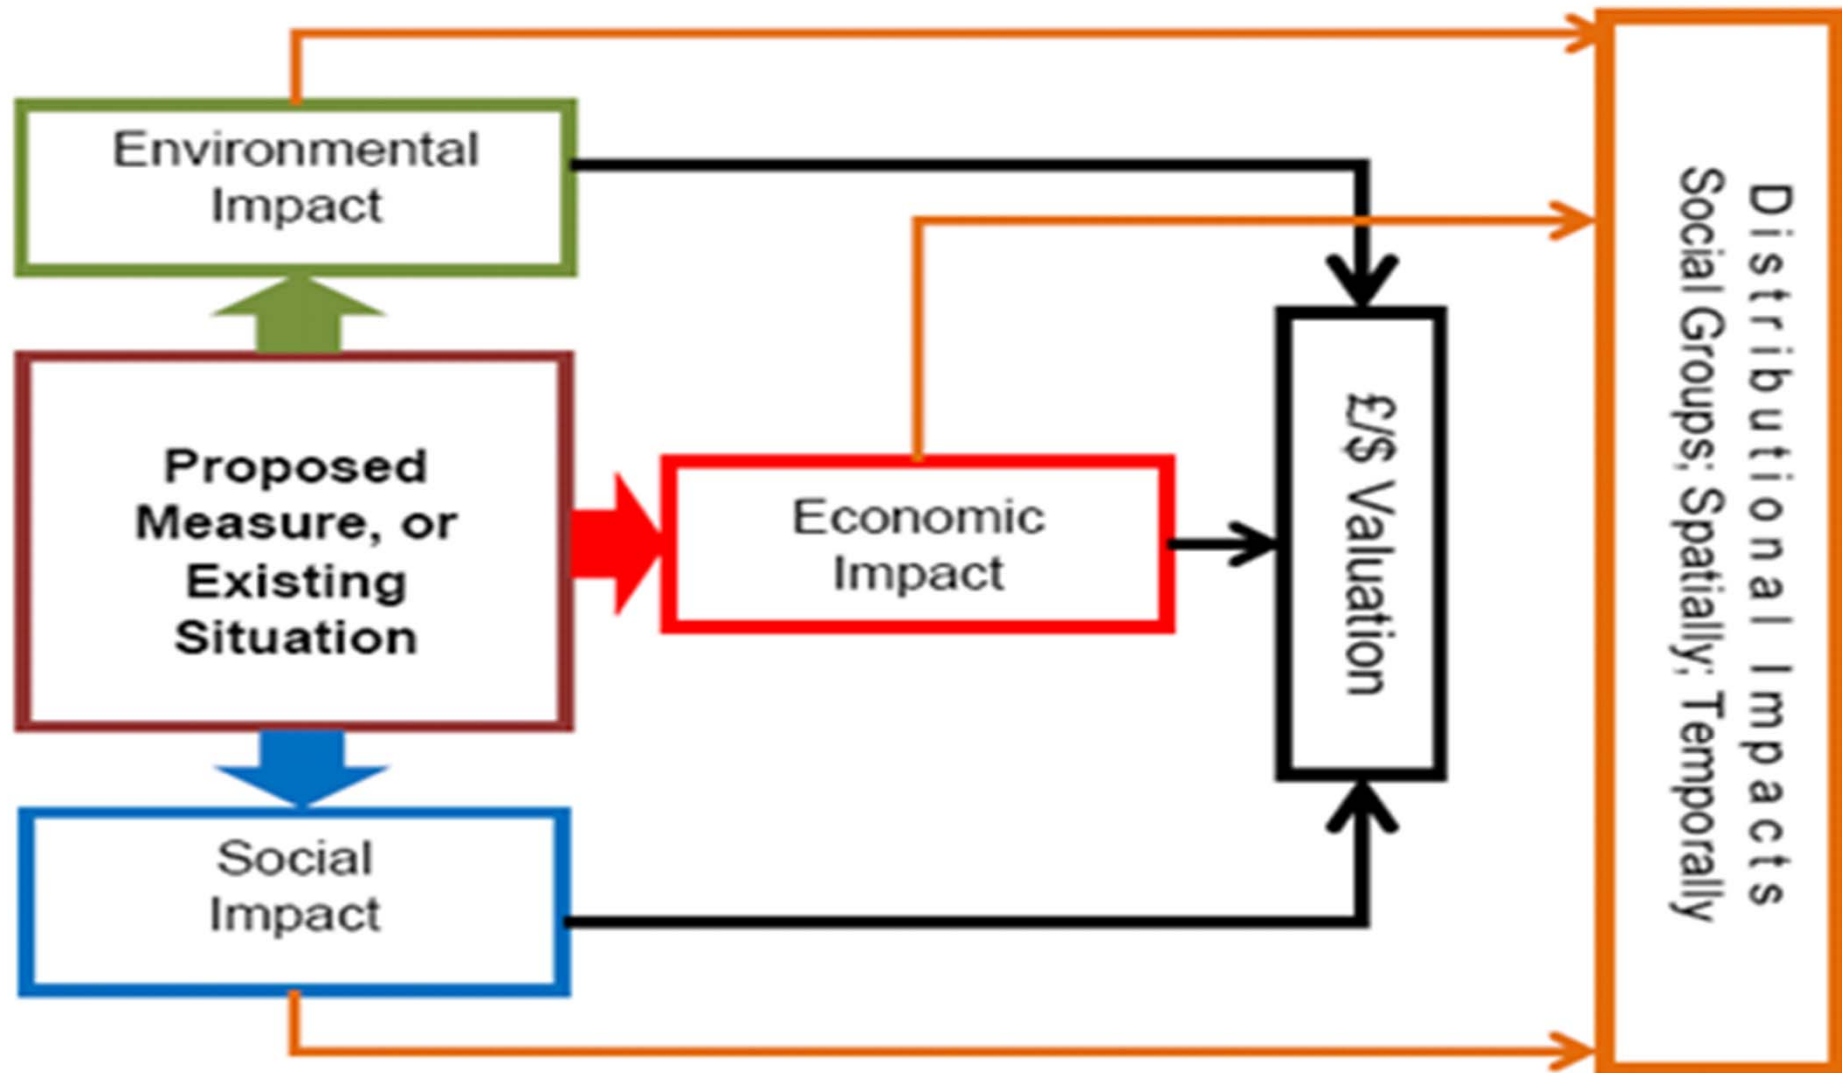 Environmental
Impact
Proposed
Measure, or
Existing
Situation
Economic
Impact
Social
Impact
£/$ Valuation
Distributional Impacts
Social Groups; Spatially; Temporally